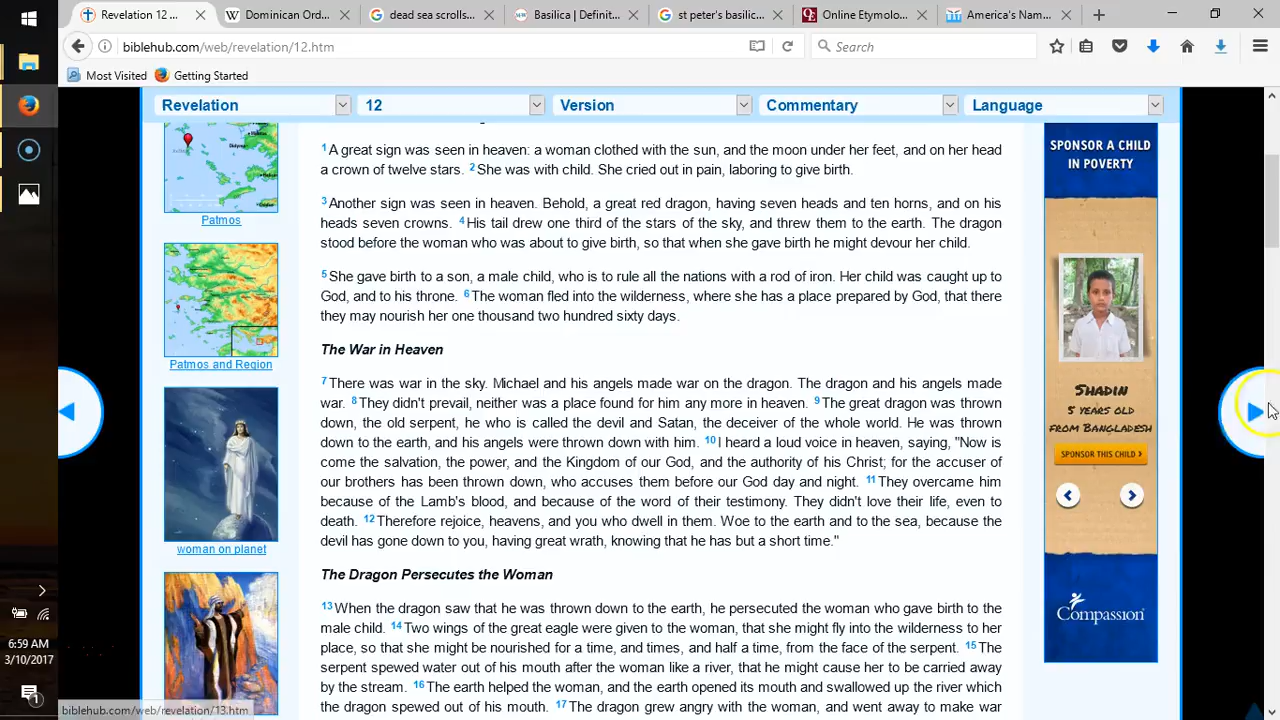 Revelation 12
Dominican Ord
dead sea scrolls
Basilica | Definit
st peter's basilic
Online Etymolo
America's Nam
biblehub.com/web/revelation/12.htm
Search
Most Visited
Getting Started
Revelation
12
Version
Commentary
Language
1 A great sign was seen in heaven: a woman clothed with the sun, and the moon under her feet, and on her head
a crown of twelve stars. 2 She was with child. She cried out in pain, laboring to give birth.
3 Another sign was seen in heaven. Behold, a great red dragon, having seven heads and ten horns, and on his
heads seven crowns. 4 His tail drew one third of the stars of the sky, and threw them to the earth. The dragon
stood before the woman who was about to give birth, so that when she gave birth he might devour her child.
5 She gave birth to a son, a male child, who is to rule all the nations with a rod of iron. Her child was caught up to
God, and to his throne. 6 The woman fled into the wilderness, where she has a place prepared by God, that there
they may nourish her one thousand two hundred sixty days.
The War in Heaven
7 There was war in the sky. Michael and his angels made war on the dragon. The dragon and his angels made
war. 8 They didn't prevail, neither was a place found for him any more in heaven. 9 The great dragon was thrown
down, the old serpent, he who is called the devil and Satan, the deceiver of the whole world. He was thrown
down to the earth, and his angels were thrown down with him. 10 I heard a loud voice in heaven, saying, "Now is
come the salvation, the power, and the Kingdom of our God, and the authority of his Christ; for the accuser of
our brothers has been thrown down, who accuses them before our God day and night. 11 They overcame him
because of the Lamb's blood, and because of the word of their testimony. They didn't love their life, even to
death. 12 Therefore rejoice, heavens, and you who dwell in them. Woe to the earth and to the sea, because the
devil has gone down to you, having great wrath, knowing that he has but a short time."
The Dragon Persecutes the Woman
13 When the dragon saw that he was thrown down to the earth, he persecuted the woman who gave birth to the
male child. 14 Two wings of the great eagle were given to the woman, that she might fly into the wilderness to her
place, so that she might be nourished for a time, and times, and half a time, from the face of the serpent. 15 The
serpent spewed water out of his mouth after the woman like a river, that he might cause her to be carried away
by the stream. 16 The earth helped the woman, and the earth opened its mouth and swallowed up the river which
the dragon spewed out of his mouth. 17 The dragon grew angry with the woman, and went away to make war
Patmos
Patmos and Region
woman on planet
SPONSOR A CHILD
IN POVERTY
SHADIN
5 YEARS OLD
FROM BANGLADESH
SPONSOR THIS CHILD
COMPASSION
6:59 AM
3/10/2017
1
biblehub.com/web/revelation/13.htm